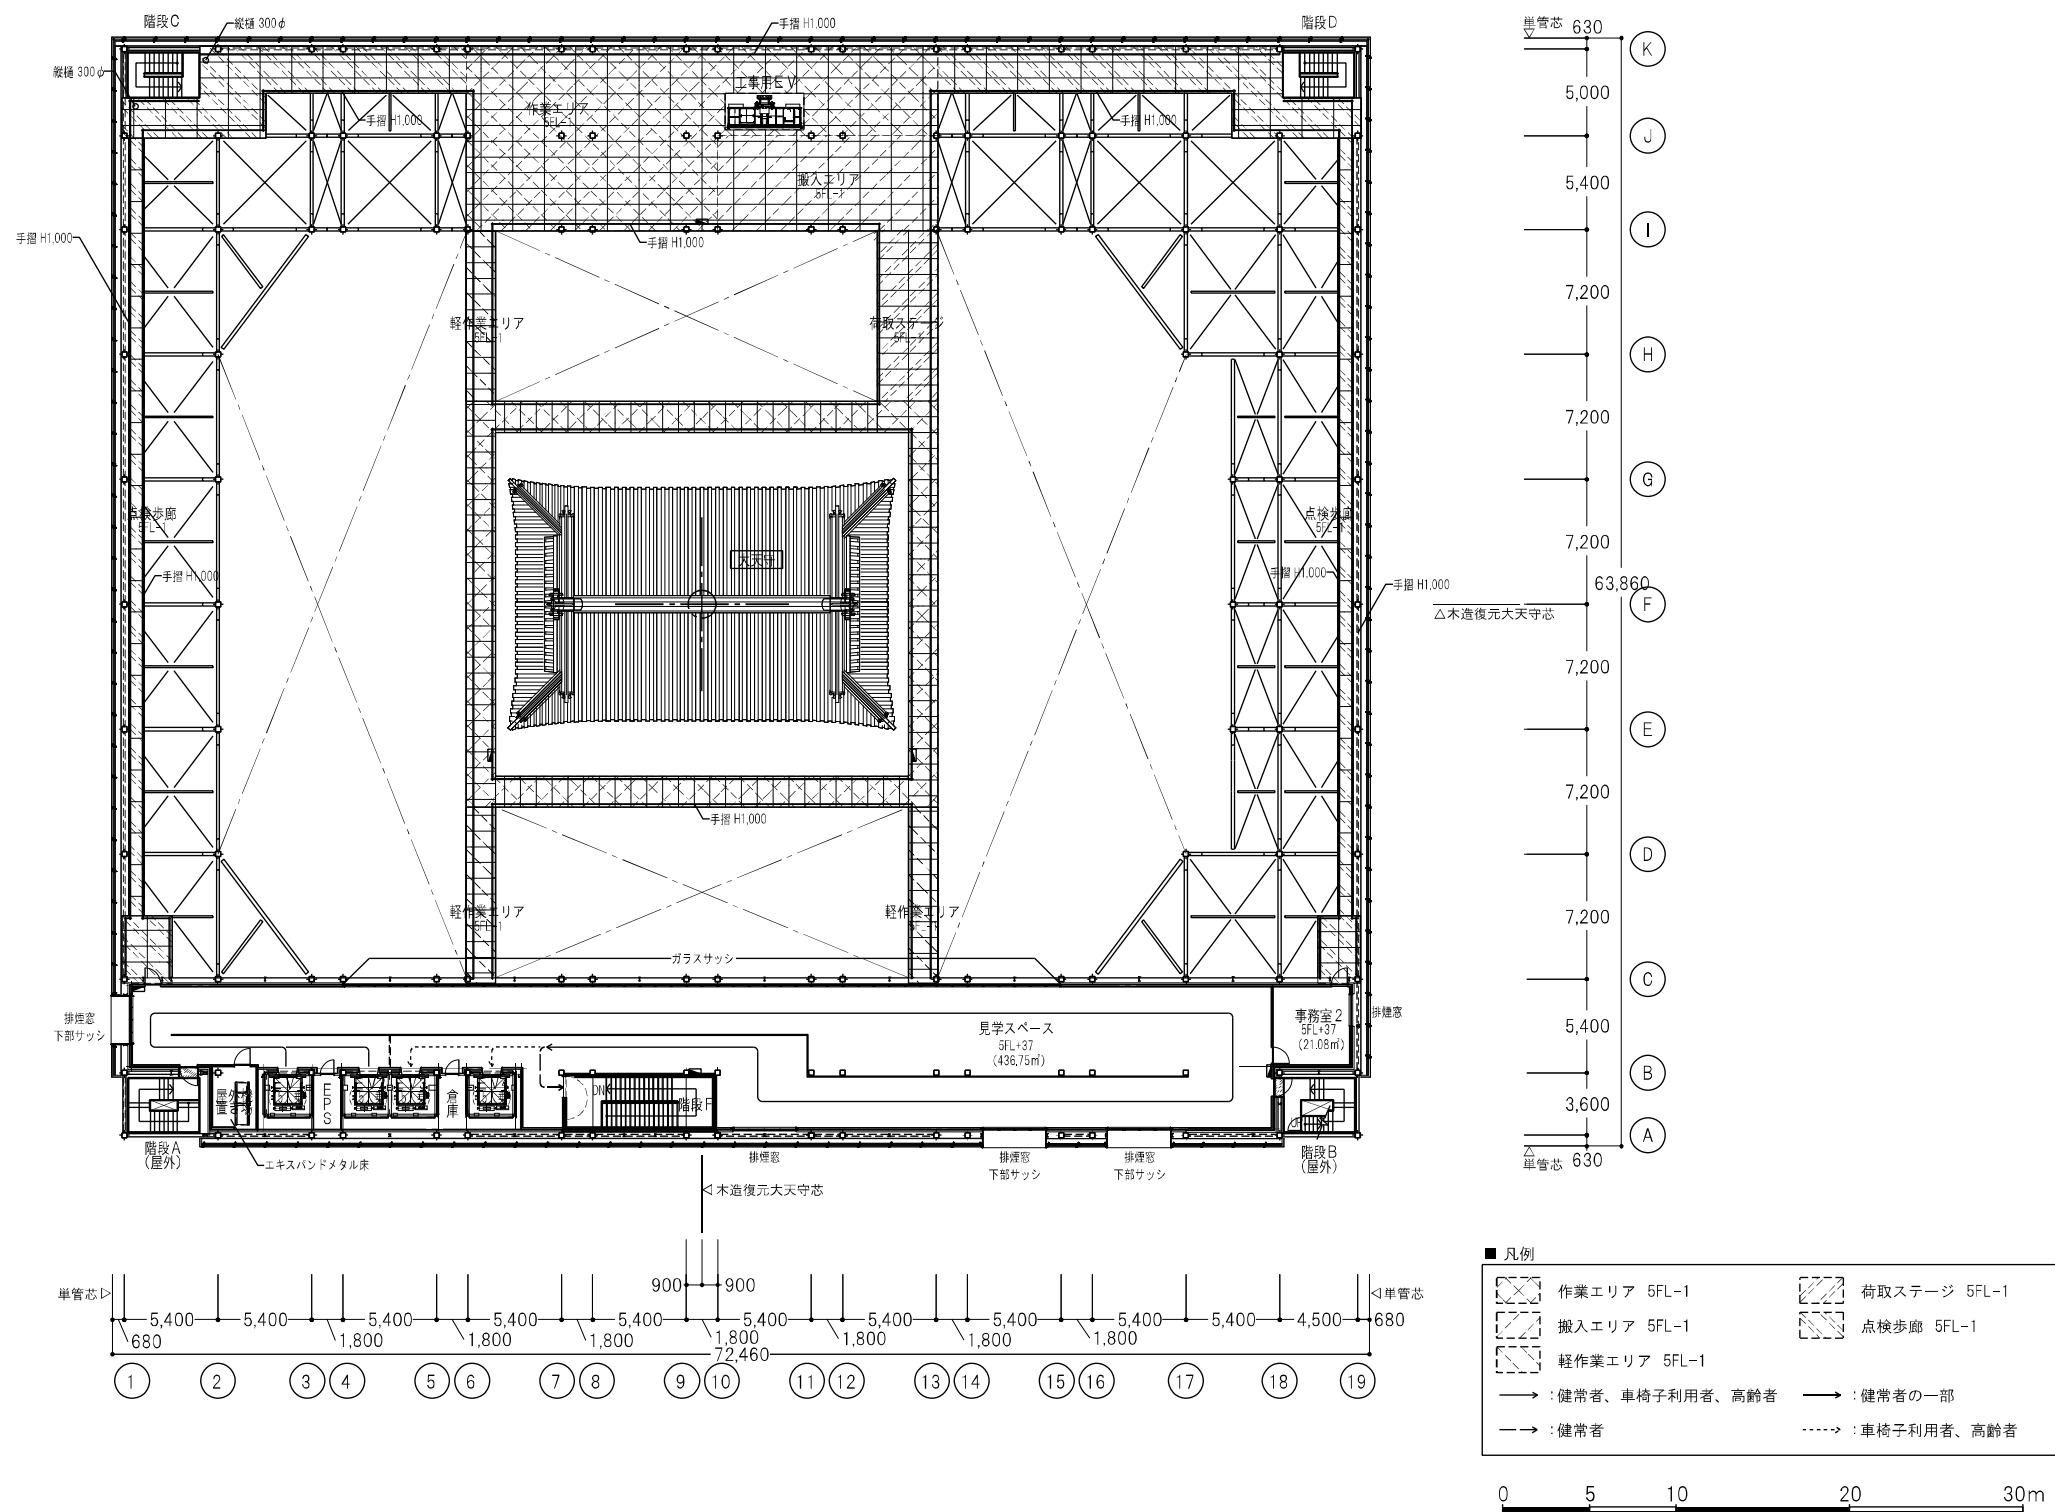 階段C
縦樋 300φ
手摺 H1,000
階段D
縦樋 300φ
工事用EV
作業エリア
5FL-1
手摺 H1,000
手摺 H1,000
搬入エリア
5FL-1
手摺 H1,000
手摺 H1,000
軽作業エリア
5FL-1
荷取ステージ
5FL-1
点検歩廊
5FL-1
点検歩廊
5FL-1
大天守
手摺 H1,000
手摺 H1,000
手摺 H1,000
△木造復元大天守芯
手摺 H1,000
軽作業エリア
5FL-1
軽作業エリア
5FL-1
ガラスサッシ
排煙窓
下部サッシ
見学スペース
5FL+37
(436.75㎡)
事務室2
5FL+37
(21.08㎡)
排煙窓
EPS
倉庫
DN
階段F
階段A
(屋外)
エキスパンドメタル床
排煙窓
排煙窓
下部サッシ
排煙窓
下部サッシ
階段B
(屋外)
◁木造復元大天守芯
単管芯
▽
630
K
5,000
J
5,400
I
7,200
H
7,200
G
7,200
63,860
F
7,200
E
7,200
D
7,200
C
5,400
B
3,600
A
△
単管芯
630
900 900
単管芯▷
◁単管芯
5,400 5,400 5,400 5,400 5,400 5,400 5,400 5,400 5,400 5,400 4,500 680
680 1,800 1,800 1,800 1,800 1,800 1,800 1,800
72,460
1 2 3 4 5 6 7 8 9 10 11 12 13 14 15 16 17 18 19
■ 凡例
作業エリア 5FL-1
荷取ステージ 5FL-1
搬入エリア 5FL-1
点検歩廊 5FL-1
軽作業エリア 5FL-1
:健常者、車椅子利用者、高齢者
:健常者の一部
:健常者
:車椅子利用者、高齢者
0 5 10 20 30m